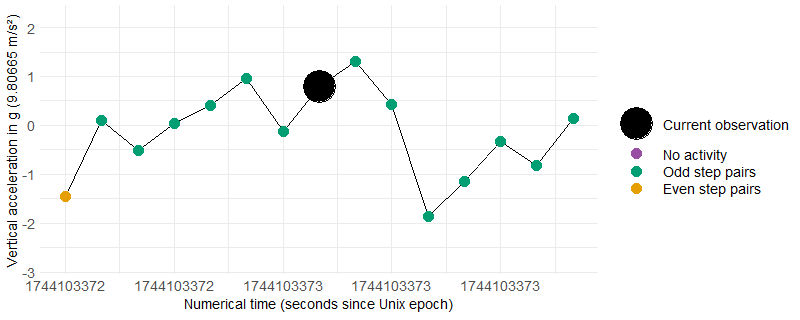 Vertical acceleration in g (9.80665 m/s²)
2
1
0
-1
-2
-3
1744103372 1744103372 1744103373 1744103373 1744103373
Numerical time (seconds since Unix epoch)
Current observation
No activity
Odd step pairs
Even step pairs